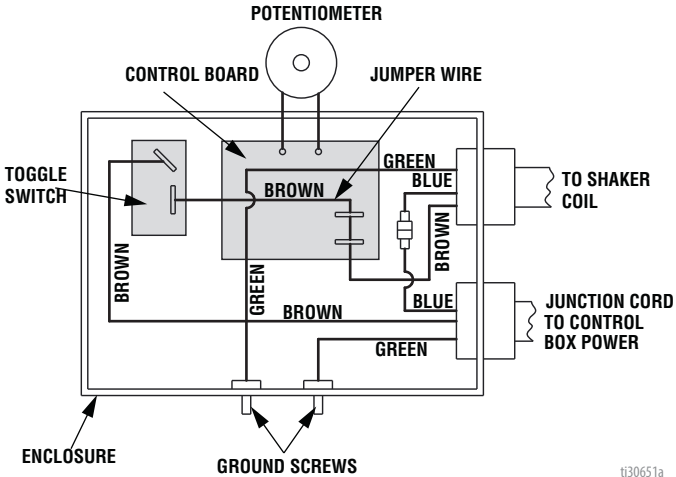 POTENTIOMETER
CONTROL BOARD
JUMPER WIRE
TOGGLE
SWITCH
GREEN
BLUE
BROWN
TO SHAKER
COIL
BROWN
BROWN
GREEN
BROWN
BLUE
GREEN
JUNCTION CORD
TO CONTROL
BOX POWER
ENCLOSURE
GROUND SCREWS
ti30651a